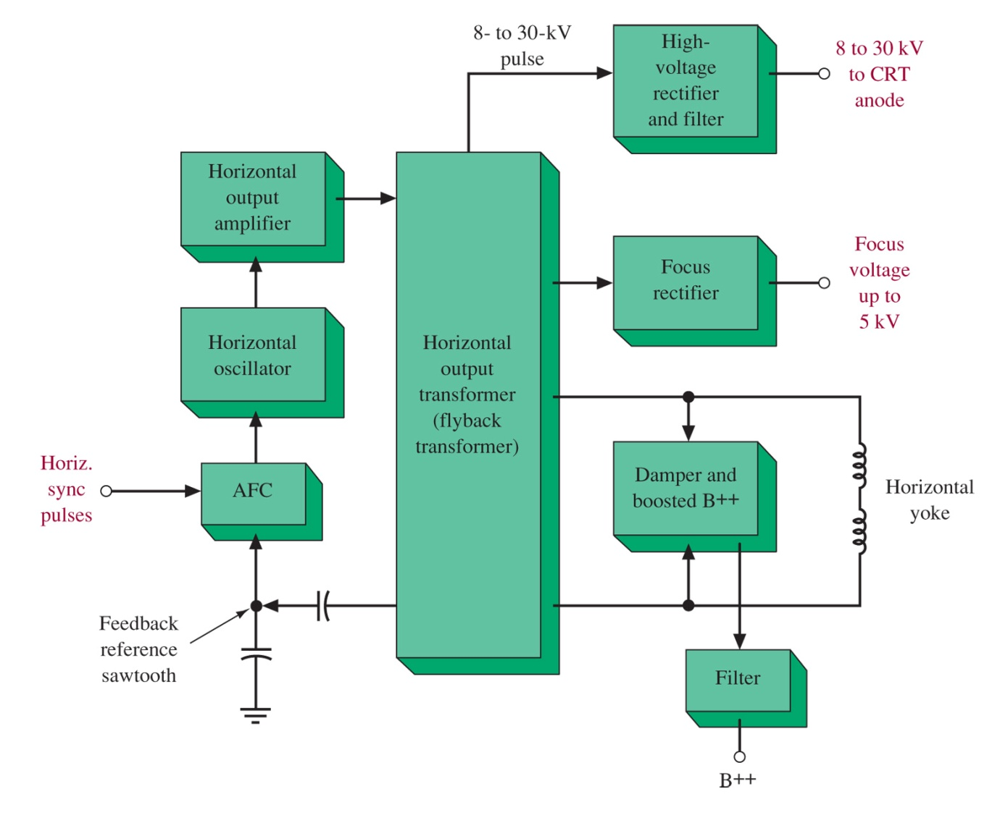 8- to 30-kV
pulse
High-
voltage
rectifier
and filter
8 to 30 kV
to CRT
anode
Horizontal
output
amplifier
Focus
rectifier
Focus
voltage
up to
5 kV
Horizontal
oscillator
Horizontal
output
transformer
(flyback
transformer)
Horiz.
sync
pulses
AFC
Damper and
boosted B++
Horizontal
yoke
Feedback
reference
sawtooth
Filter
B++